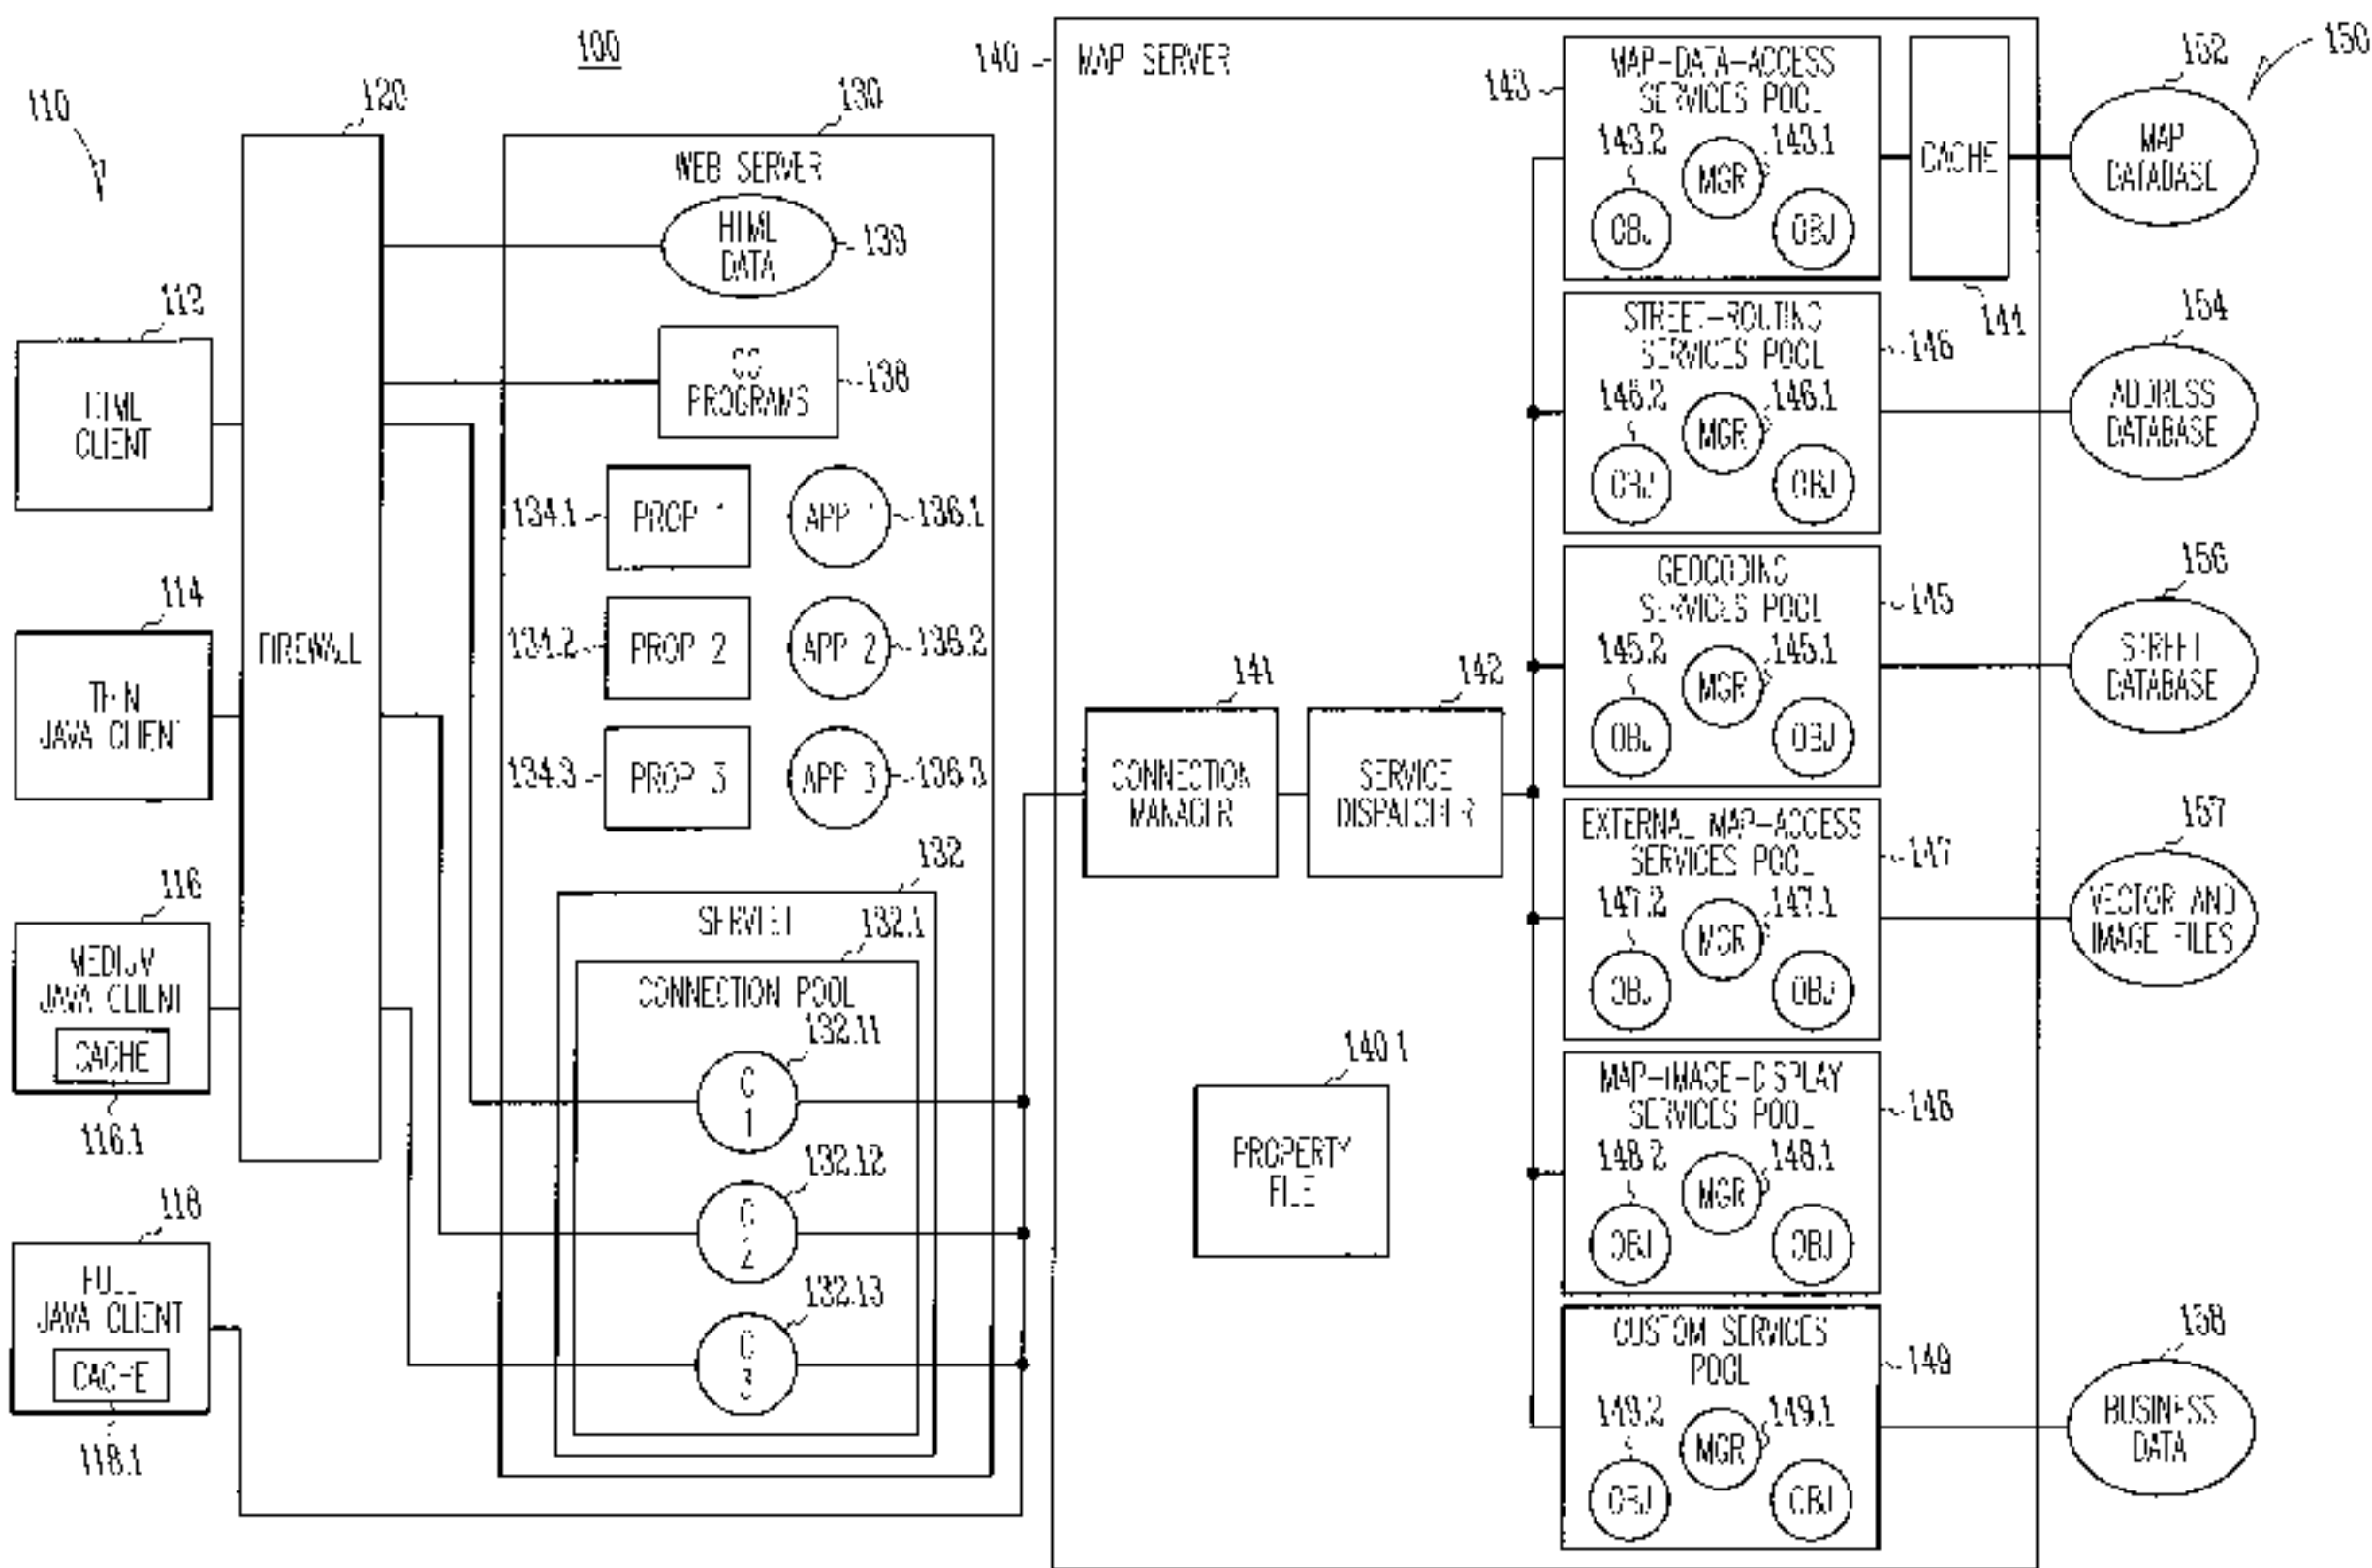 100
110
120
FIREWALL
112
HTML
CLIENT
114
THIN
JAVA CLIENT
116
MEDIUM
JAVA CLIENT
CACHE
116.1
118
FULL
JAVA CLIENT
CACHE
118.1
130
WEB SERVER
HTML
DATA
139
PROGRAMS
138
134.1
PROP 1
APP 1
136.1
134.2
PROP 2
APP 2
136.2
134.3
PROP 3
APP 3
136.3
132
SERVLET
132.1
CONNECTION POOL
132.11
C
1
132.12
C
2
132.13
C
3
140
MAP SERVER
141
CONNECTION
MANAGER
142
SERVICE
DISPATCHER
140.1
PROPERTY
FILE
143
MAP-DATA-ACCESS
SERVICES POOL
143.2
143.1
MGR
OBJ
OBJ
CACHE
144
STREET-ROUTING
SERVICES POOL
146
146.2
146.1
MGR
OBJ
OBJ
GEOCODING
SERVICES POOL
145
145.2
145.1
MGR
OBJ
OBJ
EXTERNAL MAP-ACCESS
SERVICES POOL
147
147.2
147.1
MGR
OBJ
OBJ
MAP-IMAGE-DISPLAY
SERVICES POOL
148
148.2
148.1
MGR
OBJ
OBJ
CUSTOM SERVICES
POOL
149
149.2
149.1
MGR
OBJ
OBJ
150
152
MAP
DATABASE
154
ADDRESS
DATABASE
156
STREET
DATABASE
157
VECTOR AND
IMAGE FILES
158
BUSINESS
DATA